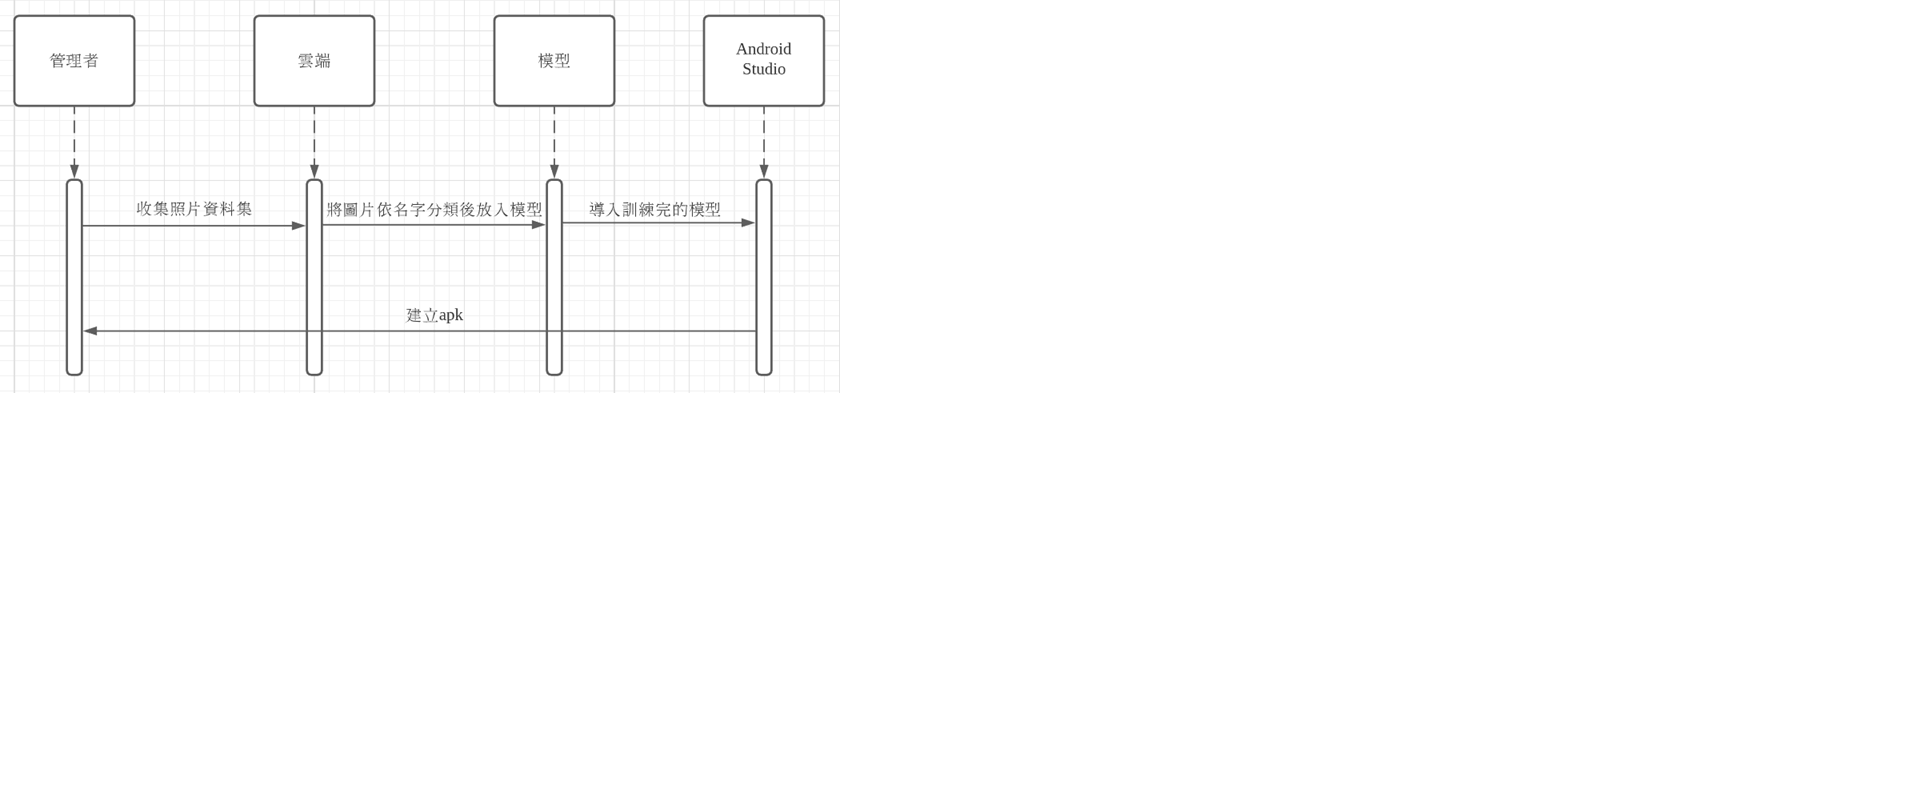 管理者
雲端
模型
Android
Studio
收集照片資料集
將圖片依名字分類後放入模型
導入訓練完的模型
建立apk